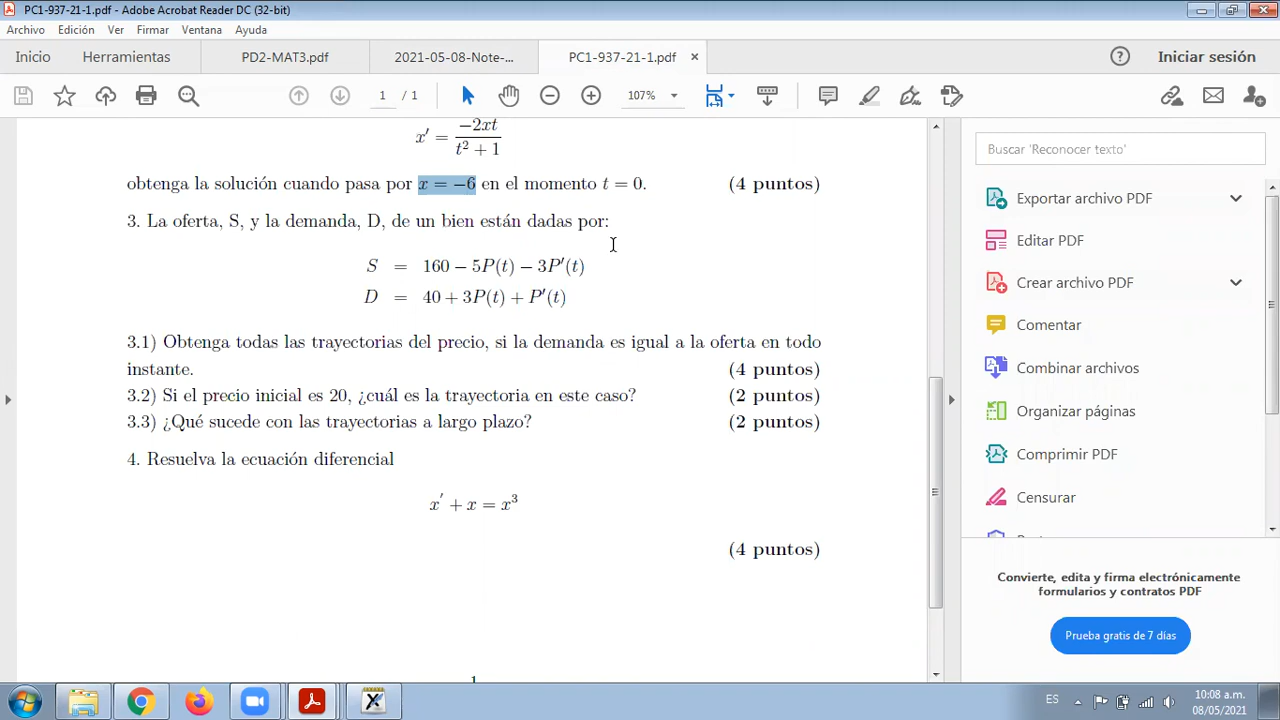 PC1-937-21-1.pdf - Adobe Acrobat Reader DC (32-bit)
Archivo Edición Ver Firmar Ventana Ayuda
Inicio Herramientas PD2-MAT3.pdf 2021-05-08-Note-... PC1-937-21-1.pdf × ? Iniciar sesión
1 / 1 107%
x′ = −2xt / t² + 1
obtenga la solución cuando pasa por x = −6 en el momento t = 0. (4 puntos)
3. La oferta, S, y la demanda, D, de un bien están dadas por:
S = 160 − 5P(t) − 3P′(t)
D = 40 + 3P(t) + P′(t)
3.1) Obtenga todas las trayectorias del precio, si la demanda es igual a la oferta en todo
instante. (4 puntos)
3.2) Si el precio inicial es 20, ¿cuál es la trayectoria en este caso? (2 puntos)
3.3) ¿Qué sucede con las trayectorias a largo plazo? (2 puntos)
4. Resuelva la ecuación diferencial
x′ + x = x³
(4 puntos)
1
Buscar 'Reconocer texto'
Exportar archivo PDF
Editar PDF
Crear archivo PDF
Comentar
Combinar archivos
Organizar páginas
Comprimir PDF
Censurar
Convierte, edita y firma electrónicamente
formularios y contratos PDF
Prueba gratis de 7 días
ES
10:08 a.m.
08/05/2021